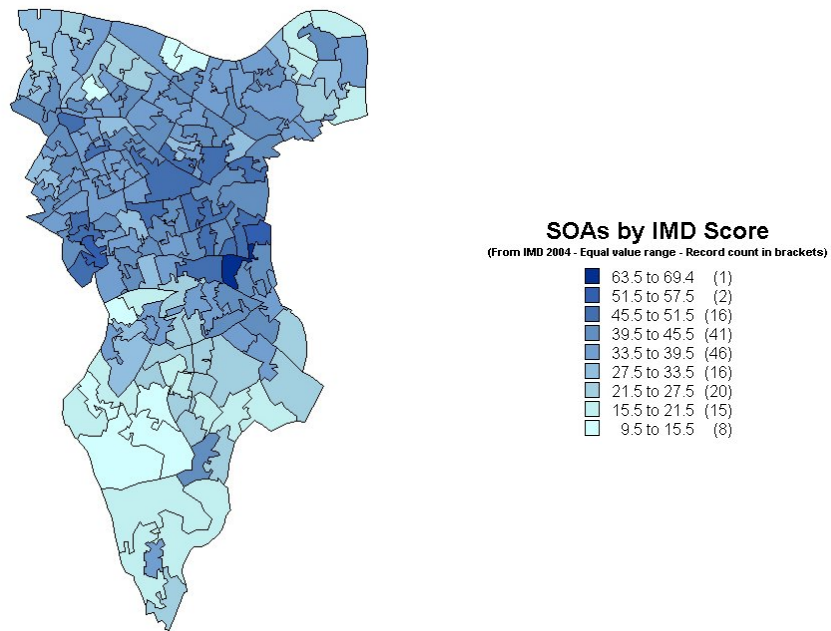 SOAs by IMD Score
(From IMD 2004 - Equal value range - Record count in brackets)
63.5 to 69.4 (1)
51.5 to 57.5 (2)
45.5 to 51.5 (16)
39.5 to 45.5 (41)
33.5 to 39.5 (46)
27.5 to 33.5 (16)
21.5 to 27.5 (20)
15.5 to 21.5 (15)
9.5 to 15.5 (8)